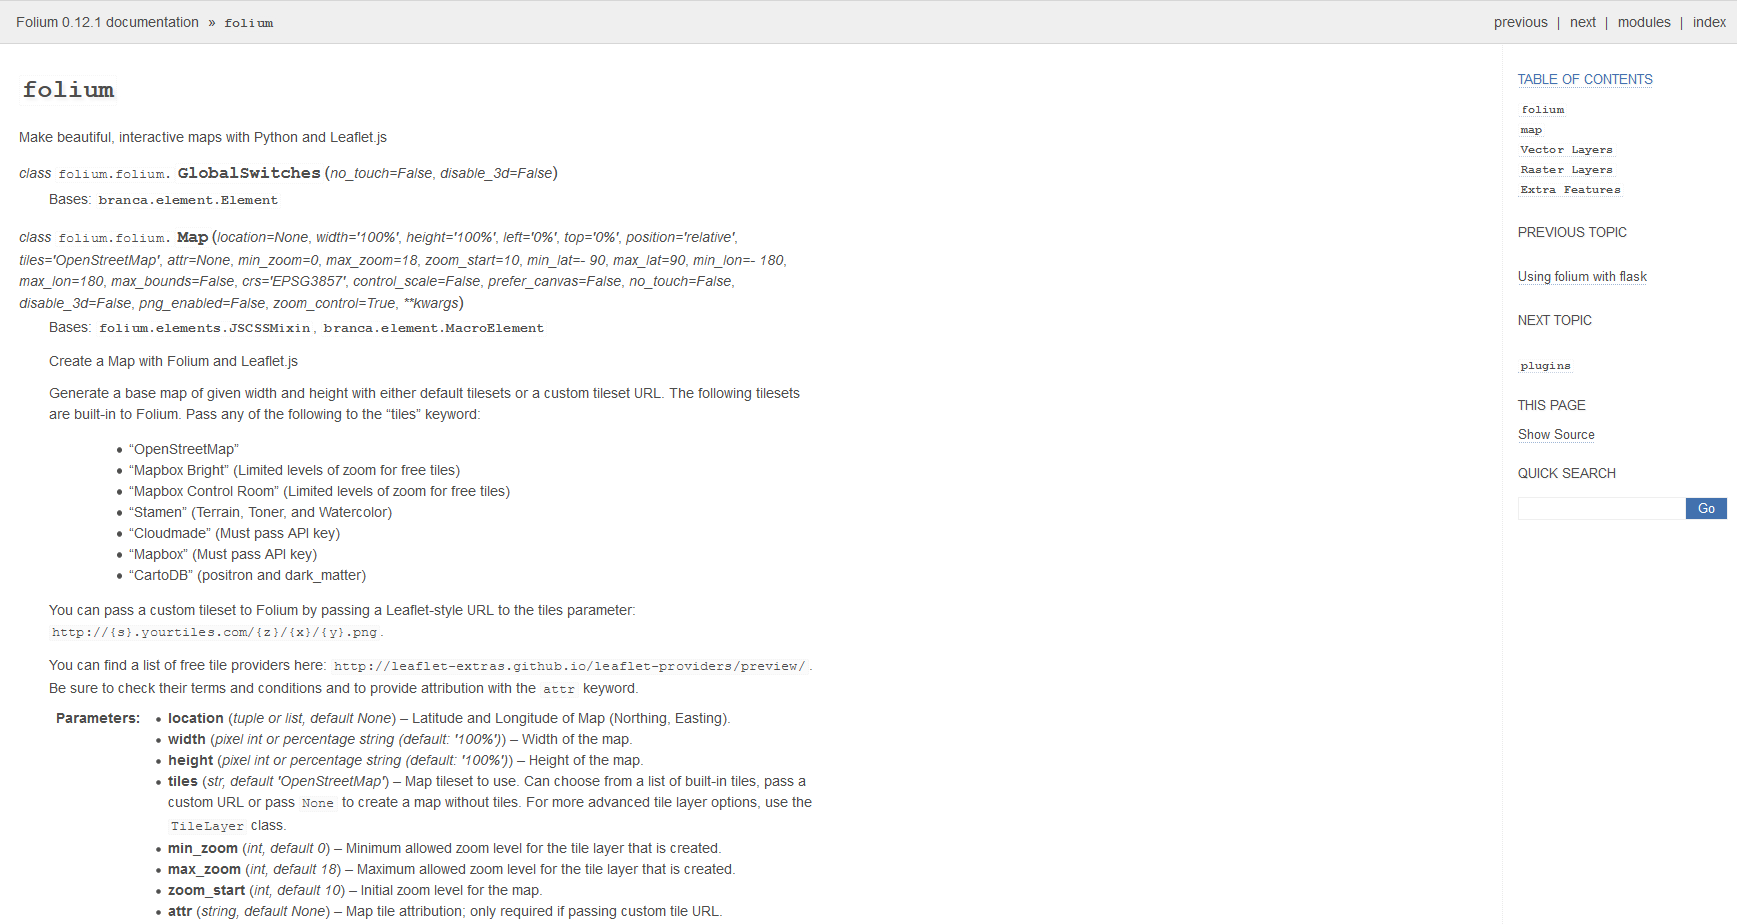 Folium 0.12.1 documentation » folium
previous | next | modules | index
folium
Make beautiful, interactive maps with Python and Leaflet.js
class folium.folium. GlobalSwitches (no_touch=False, disable_3d=False)
Bases: branca.element.Element
class folium.folium. Map (location=None, width='100%', height='100%', left='0%', top='0%', position='relative',
tiles='OpenStreetMap', attr=None, min_zoom=0, max_zoom=18, zoom_start=10, min_lat=- 90, max_lat=90, min_lon=- 180,
max_lon=180, max_bounds=False, crs='EPSG3857', control_scale=False, prefer_canvas=False, no_touch=False,
disable_3d=False, png_enabled=False, zoom_control=True, **kwargs)
Bases: folium.elements.JSCSSMixin, branca.element.MacroElement
Create a Map with Folium and Leaflet.js
Generate a base map of given width and height with either default tilesets or a custom tileset URL. The following tilesets
are built-in to Folium. Pass any of the following to the “tiles” keyword:
• “OpenStreetMap”
• “Mapbox Bright” (Limited levels of zoom for free tiles)
• “Mapbox Control Room” (Limited levels of zoom for free tiles)
• “Stamen” (Terrain, Toner, and Watercolor)
• “Cloudmade” (Must pass API key)
• “Mapbox” (Must pass API key)
• “CartoDB” (positron and dark_matter)
You can pass a custom tileset to Folium by passing a Leaflet-style URL to the tiles parameter:
http://{s}.yourtiles.com/{z}/{x}/{y}.png.
You can find a list of free tile providers here: http://leaflet-extras.github.io/leaflet-providers/preview/.
Be sure to check their terms and conditions and to provide attribution with the attr keyword.
Parameters: • location (tuple or list, default None) – Latitude and Longitude of Map (Northing, Easting).
• width (pixel int or percentage string (default: '100%')) – Width of the map.
• height (pixel int or percentage string (default: '100%')) – Height of the map.
• tiles (str, default 'OpenStreetMap') – Map tileset to use. Can choose from a list of built-in tiles, pass a
custom URL or pass None to create a map without tiles. For more advanced tile layer options, use the
TileLayer class.
• min_zoom (int, default 0) – Minimum allowed zoom level for the tile layer that is created.
• max_zoom (int, default 18) – Maximum allowed zoom level for the tile layer that is created.
• zoom_start (int, default 10) – Initial zoom level for the map.
• attr (string, default None) – Map tile attribution; only required if passing custom tile URL.
TABLE OF CONTENTS
folium
map
Vector Layers
Raster Layers
Extra Features
PREVIOUS TOPIC
Using folium with flask
NEXT TOPIC
plugins
THIS PAGE
Show Source
QUICK SEARCH
Go